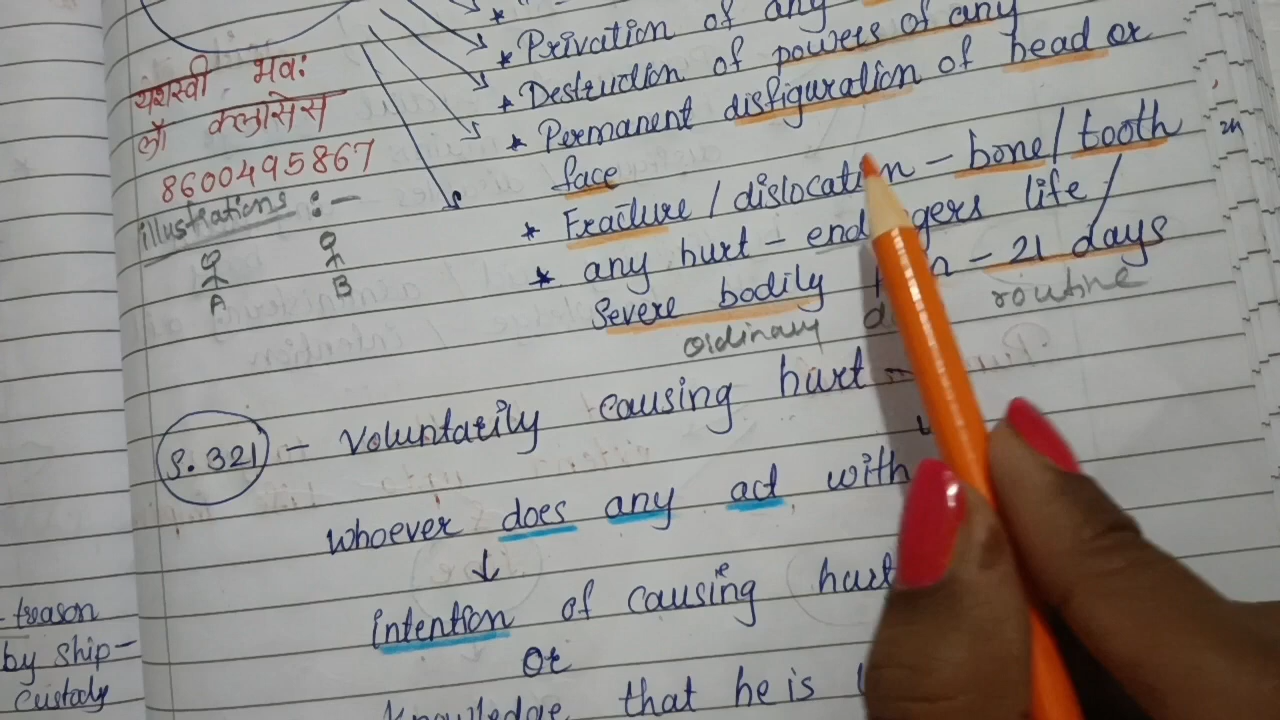 * Privation of any
* Destruction of powers of any
* Permanent disfiguration of head or
face
* Fracture / dislocation - bone / tooth
* any hurt - endangers life /
Severe bodily - 21 days
ordinary routine
यशस्वी भवः
लॉ क्लासेस
8600495867
illustrations :-
A B
S. 321 - Voluntarily causing hurt -
whoever does any act with
↓
intention of causing hurt
or
Knowledge that he is
- treason
by ship-
custody